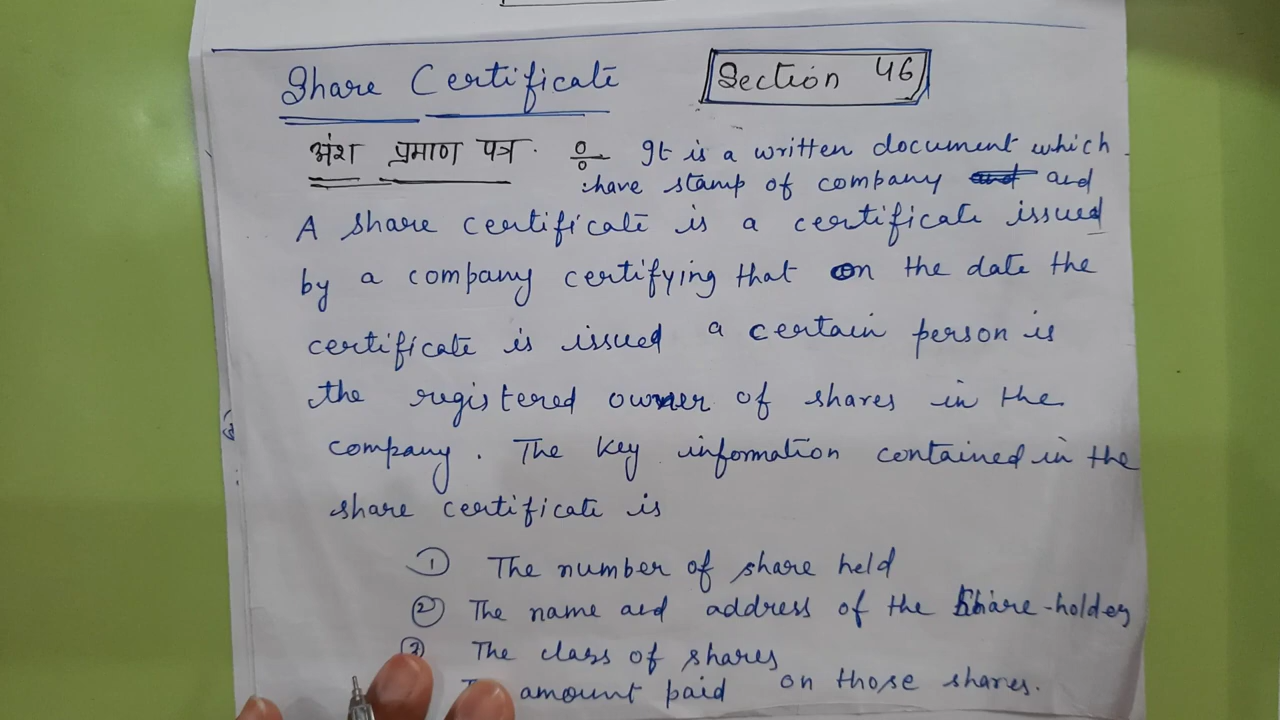 Share Certificate Section 46
अंश प्रमाण पत्र ÷ It is a written document which
have stamp of company and
A share certificate is a certificate issued
by a company certifying that on the date the
certificate is issued a certain person is
the registered owner of shares in the
company. The key information contained in the
share certificate is
① The number of share held
② The name and address of the Share-holder
③ The class of shares
amount paid on those shares.